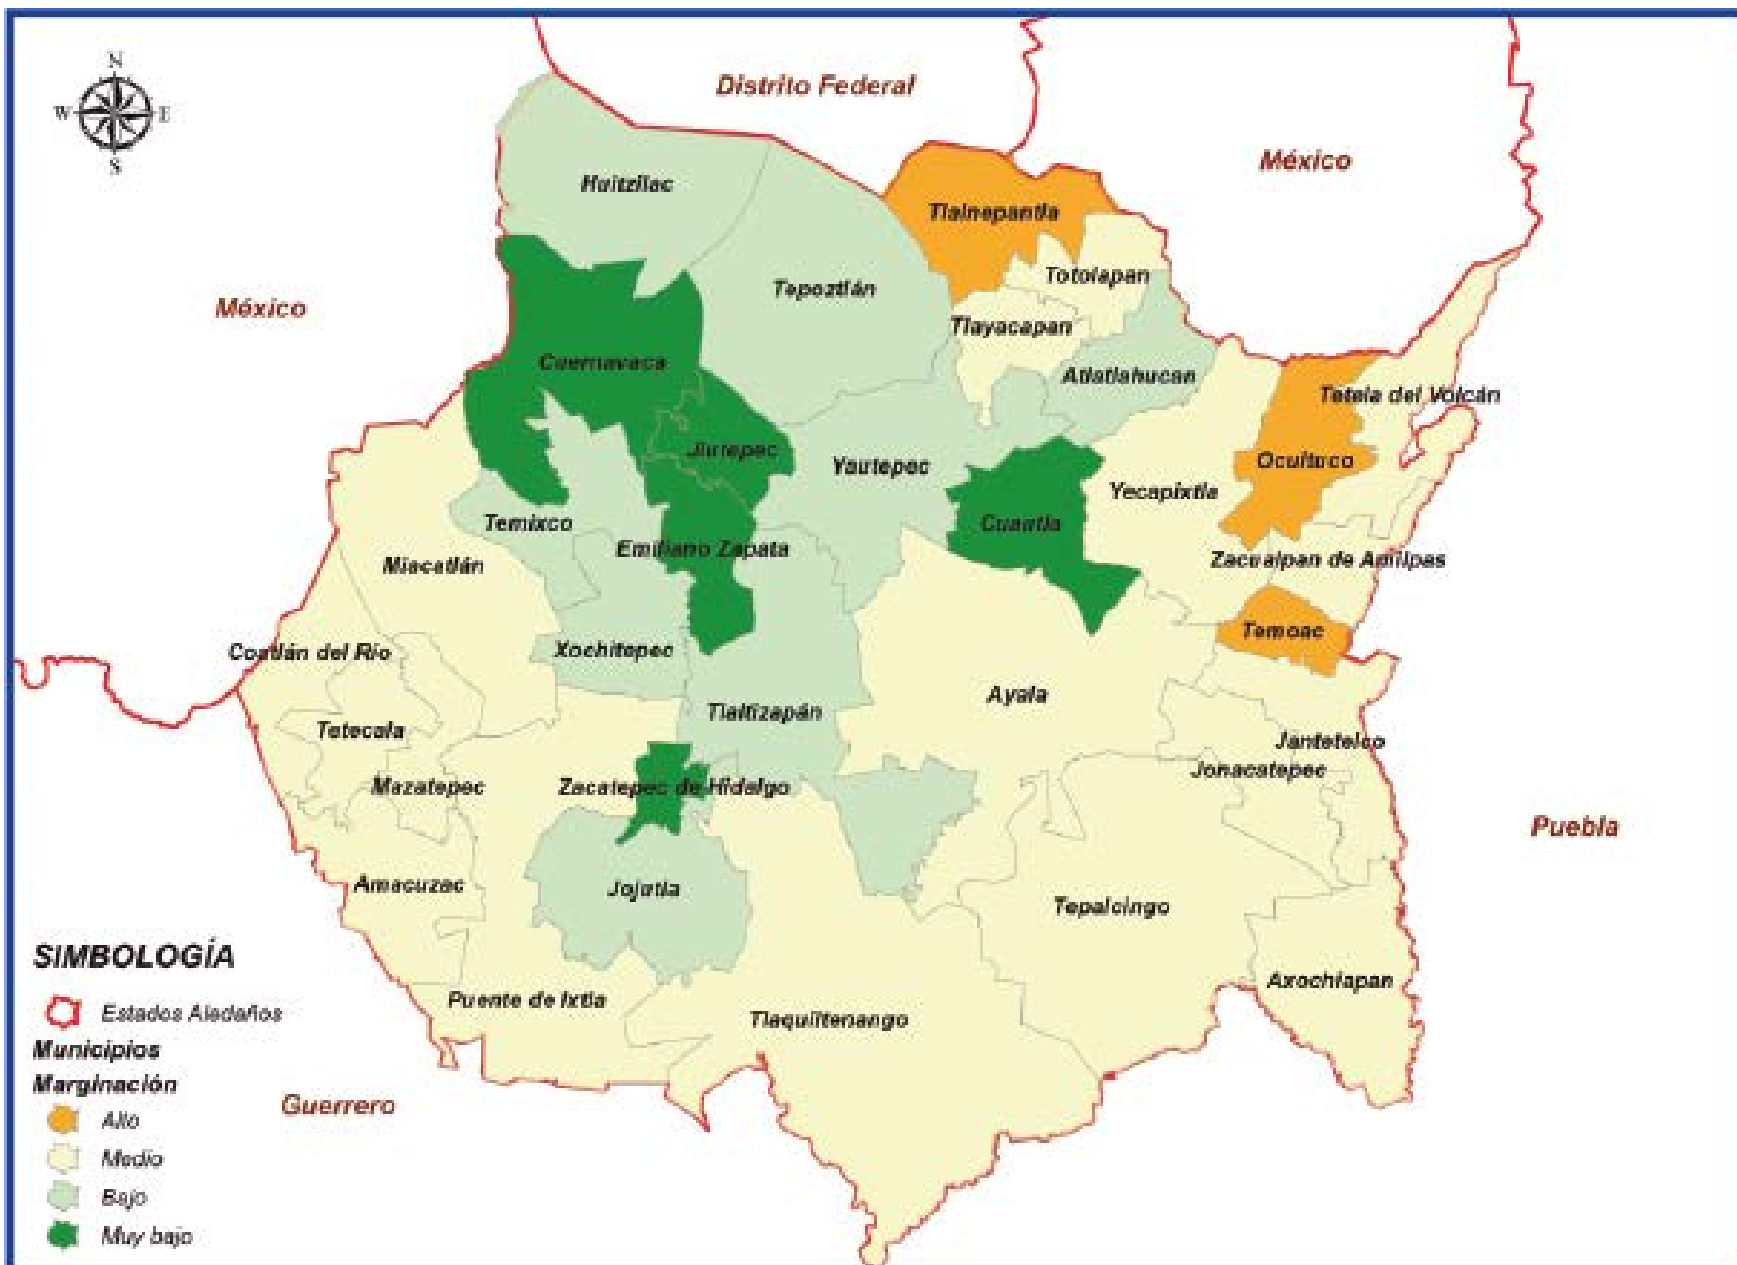 N
W
E
S
Distrito Federal
México
México
Huitzilac
Tlalnepantla
Tepoztlán
Totolapan
Tlayacapan
Cuernavaca
Atlatlahucan
Tetela del Volcán
Jiutepec
Yautepec
Ocuituco
Yecapixtla
Temixco
Cuautla
Emiliano Zapata
Zacualpan de Amilpas
Miacatlán
Temoac
Coatlán del Río
Xochitepec
Ayala
Tlaltizapán
Tetecala
Jantetelco
Jonacatepec
Mazatepec
Zacatepec de Hidalgo
Puebla
Amacuzac
Jojutla
Tepalcingo
Axochiapan
Puente de Ixtla
Tlaquiltenango
Guerrero
SIMBOLOGÍA
Estados Aledaños
Municipios
Marginación
Alto
Medio
Bajo
Muy bajo